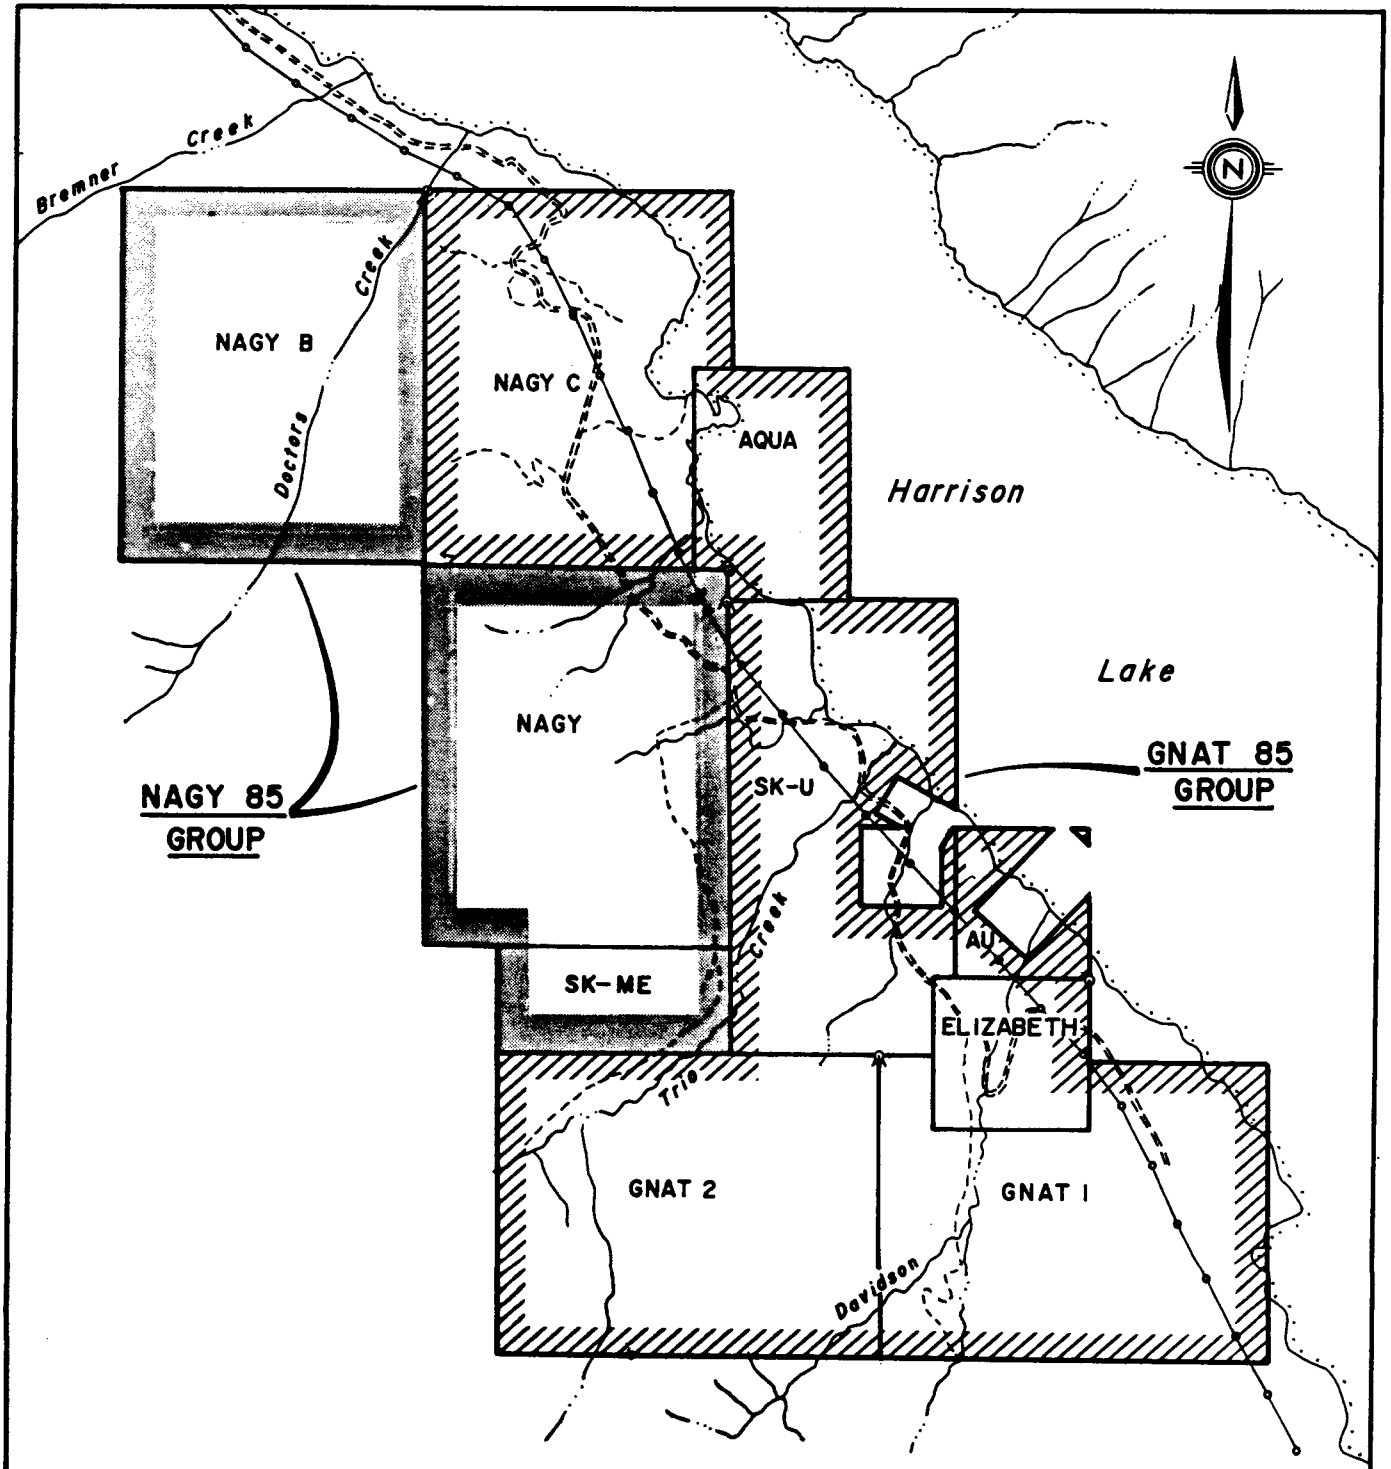 Bremner Creek
N
Doctors Creek
NAGY B
NAGY C
AQUA
Harrison
Lake
NAGY
SK-U
GNAT 85
GROUP
NAGY 85
GROUP
Trio Creek
AU
SK-ME
ELIZABETH
GNAT 2
GNAT 1
Davidson